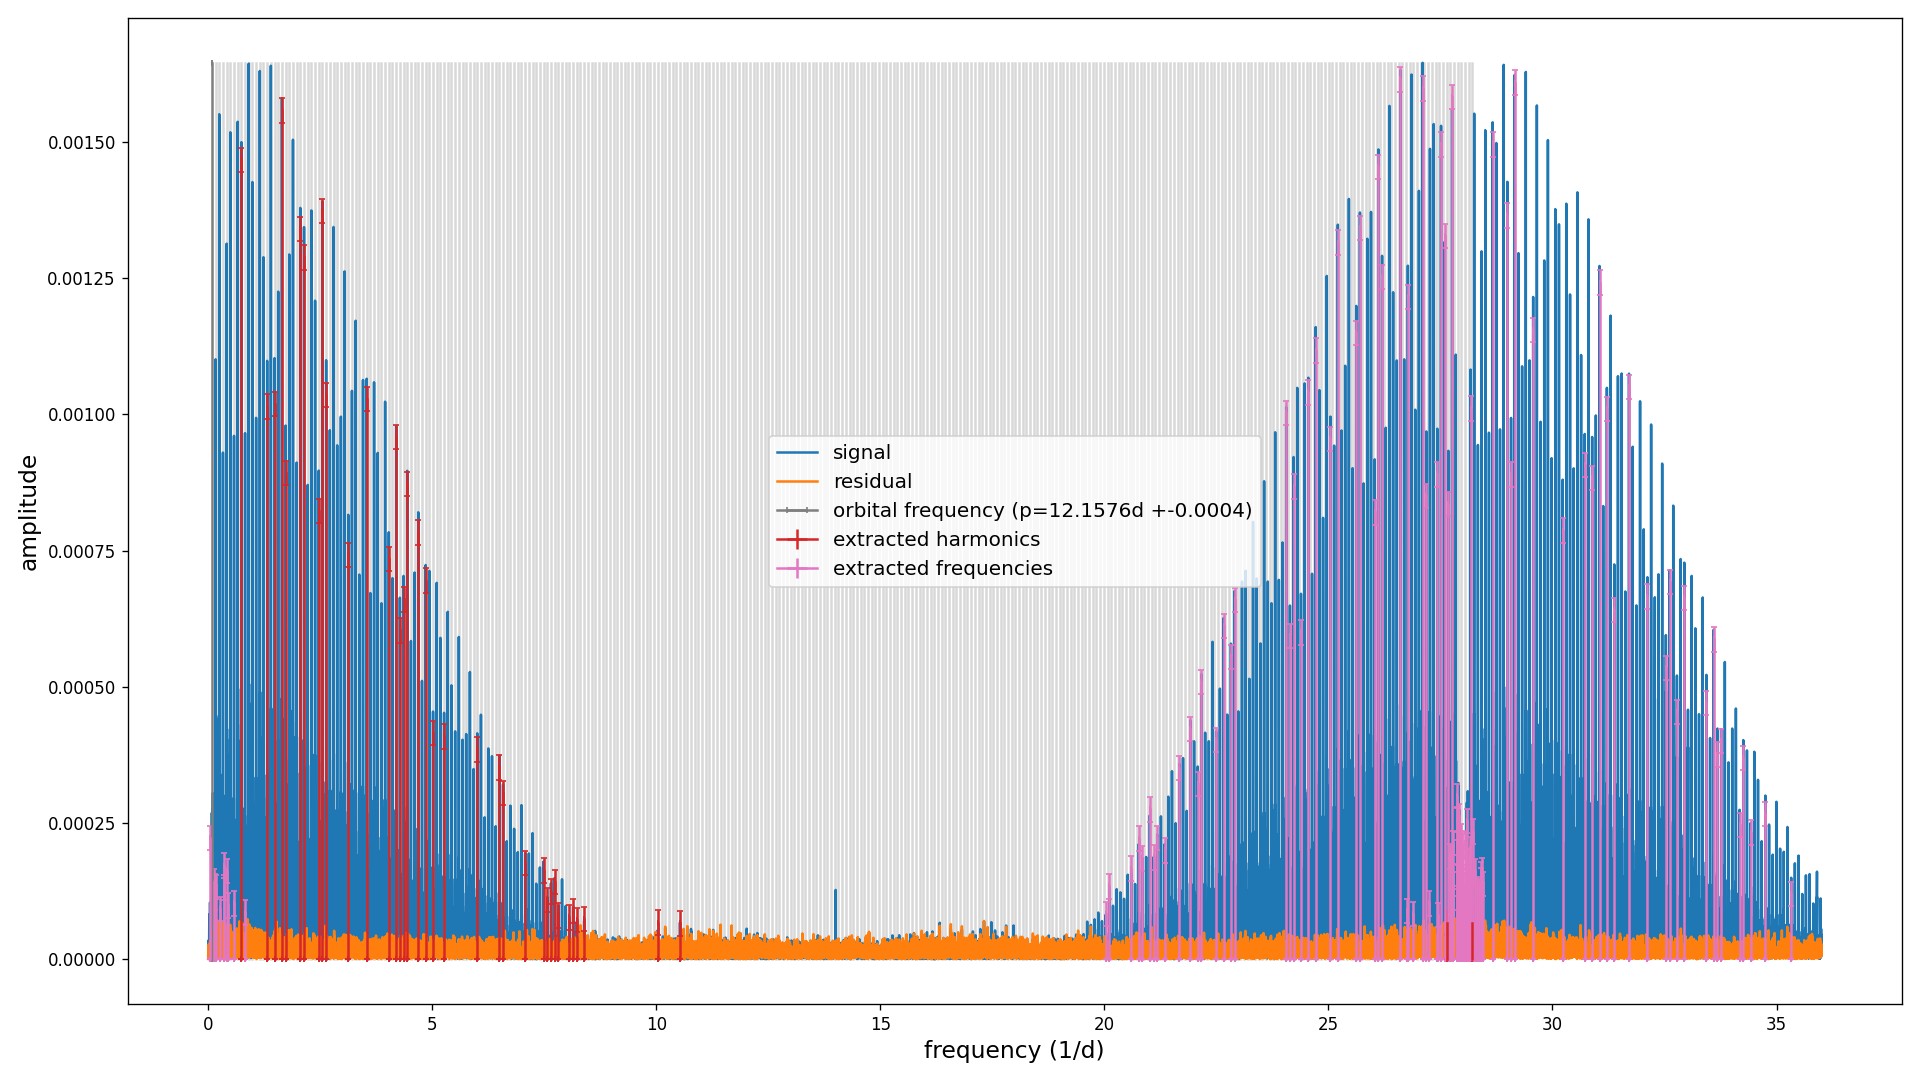 0.00150
0.00125
0.00100
0.00075
0.00050
0.00025
0.00000
amplitude
signal
residual
orbital frequency (p=12.1576d +-0.0004)
extracted harmonics
extracted frequencies
0 5 10 15 20 25 30 35
frequency (1/d)